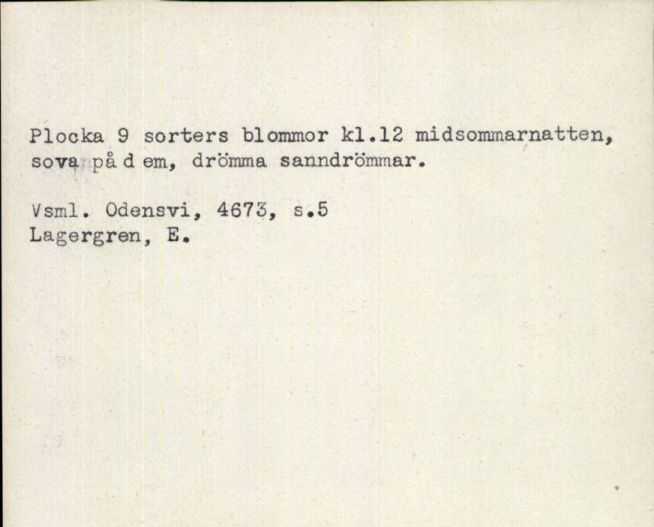 Plocka 9 sorters blommor kl.12 midsommarnatten,
sova på d em, drömma sanndrömmar.
Vsml. Odensvi, 4673, s.5
Lagergren, E.